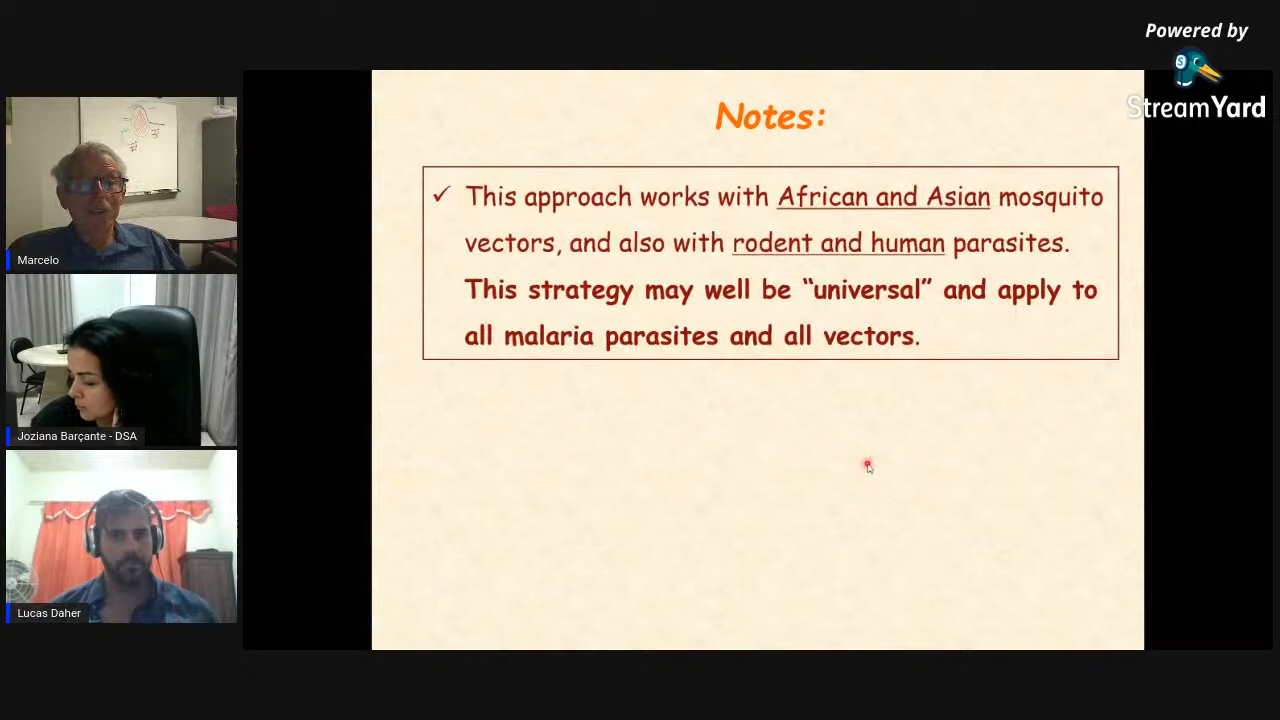 Powered by
StreamYard
Notes:
✓ This approach works with African and Asian mosquito
vectors, and also with rodent and human parasites.
This strategy may well be “universal” and apply to
all malaria parasites and all vectors.
Marcelo
Joziana Barçante - DSA
Lucas Daher